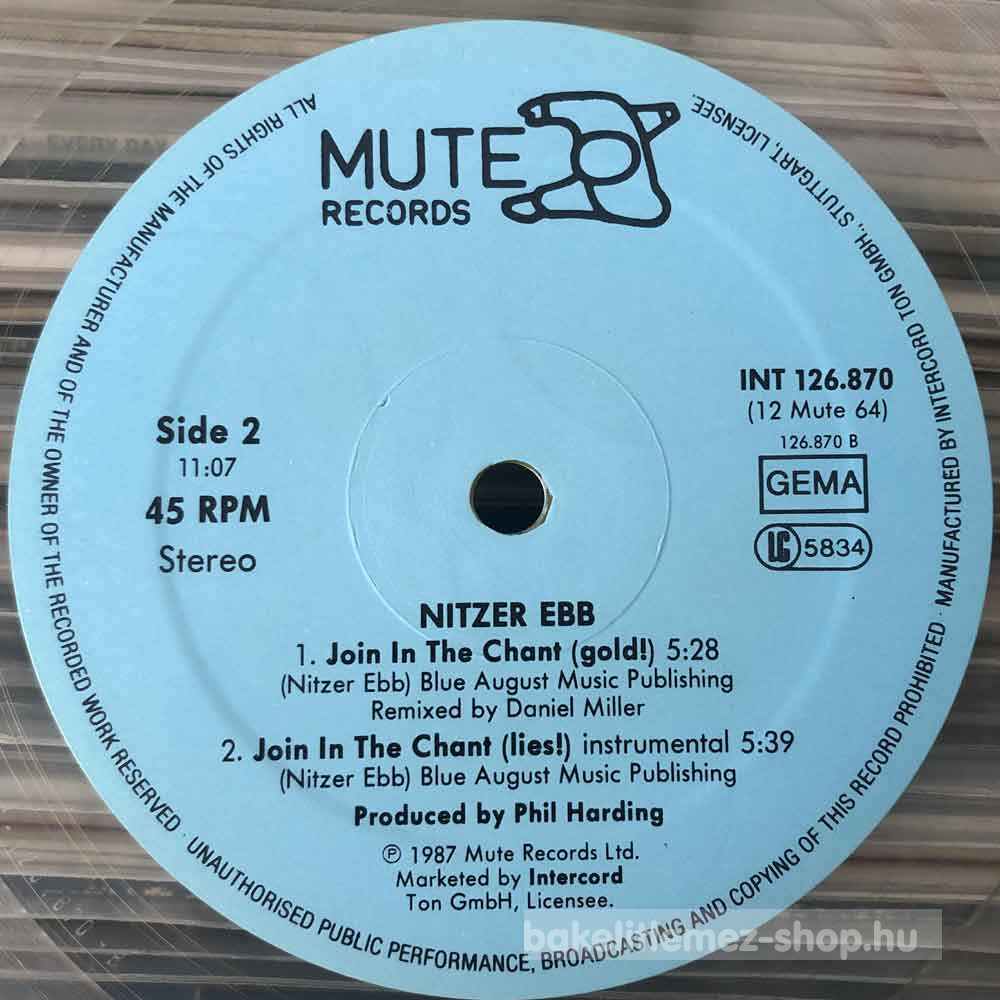 MUTE
RECORDS
ALL RIGHTS OF THE MANUFACTURER AND OF THE OWNER OF THE RECORDED WORK RESERVED · UNAUTHORISED PUBLIC PERFORMANCE, BROADCASTING AND COPYING OF THIS RECORD PROHIBITED · MANUFACTURED BY INTERCORD TON GMBH., STUTTGART, LICENSEE.
Side 2
11:07
45 RPM
Stereo
INT 126.870
(12 Mute 64)
126.870 B
GEMA
LC 5834
NITZER EBB
1. Join In The Chant (gold!) 5:28
(Nitzer Ebb) Blue August Music Publishing
Remixed by Daniel Miller
2. Join In The Chant (lies!) instrumental 5:39
(Nitzer Ebb) Blue August Music Publishing
Produced by Phil Harding
℗ 1987 Mute Records Ltd.
Marketed by Intercord
Ton GmbH, Licensee.
bakelitlemez-shop.hu
EVERY DAY